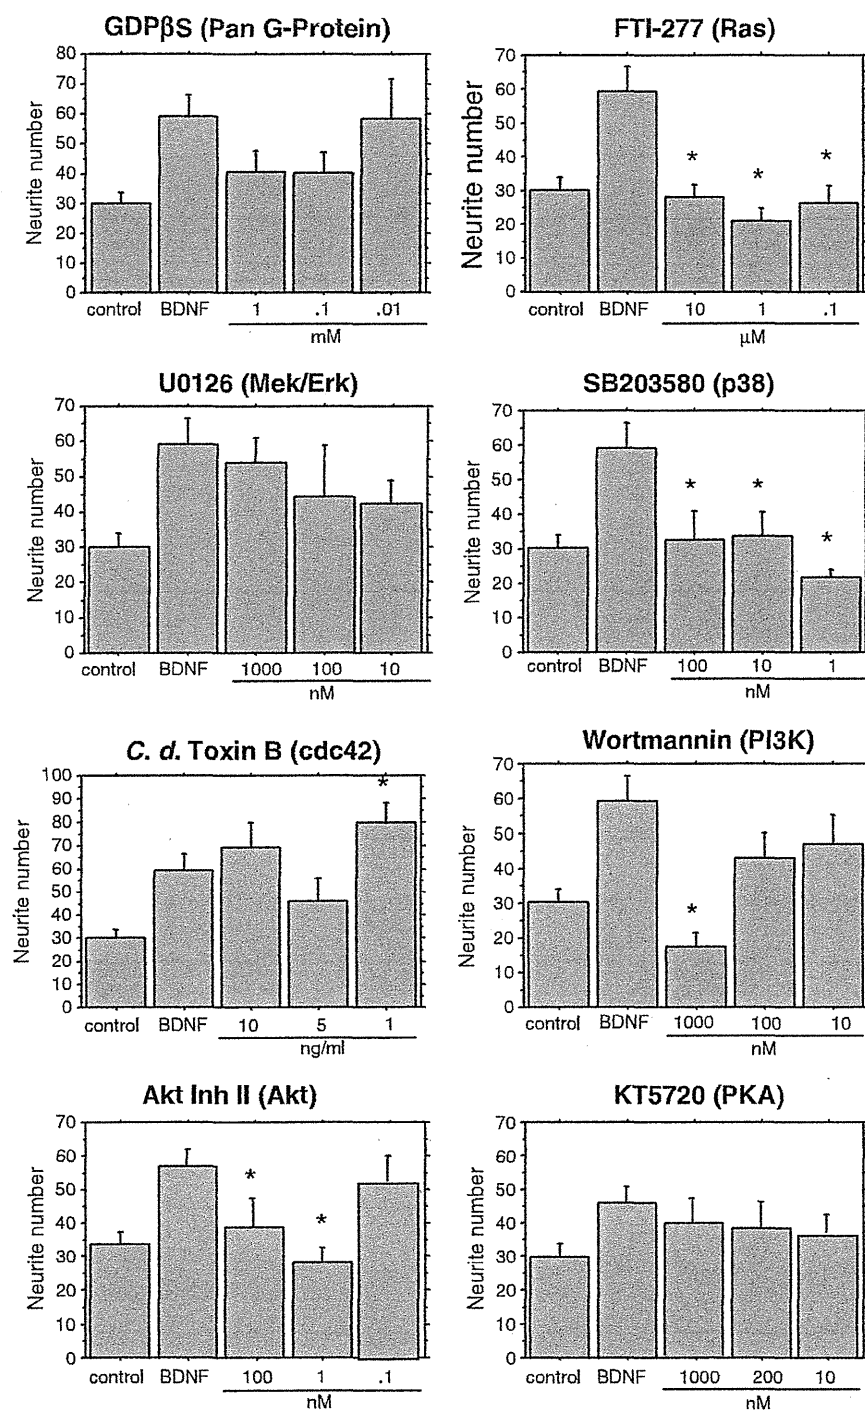 GDPβS (Pan G-Protein)
Neurite number
80
70
60
50
40
30
20
10
0
control BDNF 1 .1 .01
mM
FTI-277 (Ras)
Neurite number
70
60
50
40
30
20
10
0
* * *
control BDNF 10 1 .1
μM
U0126 (Mek/Erk)
Neurite number
70
60
50
40
30
20
10
0
control BDNF 1000 100 10
nM
SB203580 (p38)
Neurite number
70
60
50
40
30
20
10
0
* * *
control BDNF 100 10 1
nM
C. d. Toxin B (cdc42)
Neurite number
100
90
80
70
60
50
40
30
20
10
0
*
control BDNF 10 5 1
ng/ml
Wortmannin (PI3K)
Neurite number
70
60
50
40
30
20
10
0
*
control BDNF 1000 100 10
nM
Akt Inh II (Akt)
Neurite number
70
60
50
40
30
20
10
0
* *
control BDNF 100 1 .1
nM
KT5720 (PKA)
Neurite number
70
60
50
40
30
20
10
0
control BDNF 1000 200 10
nM